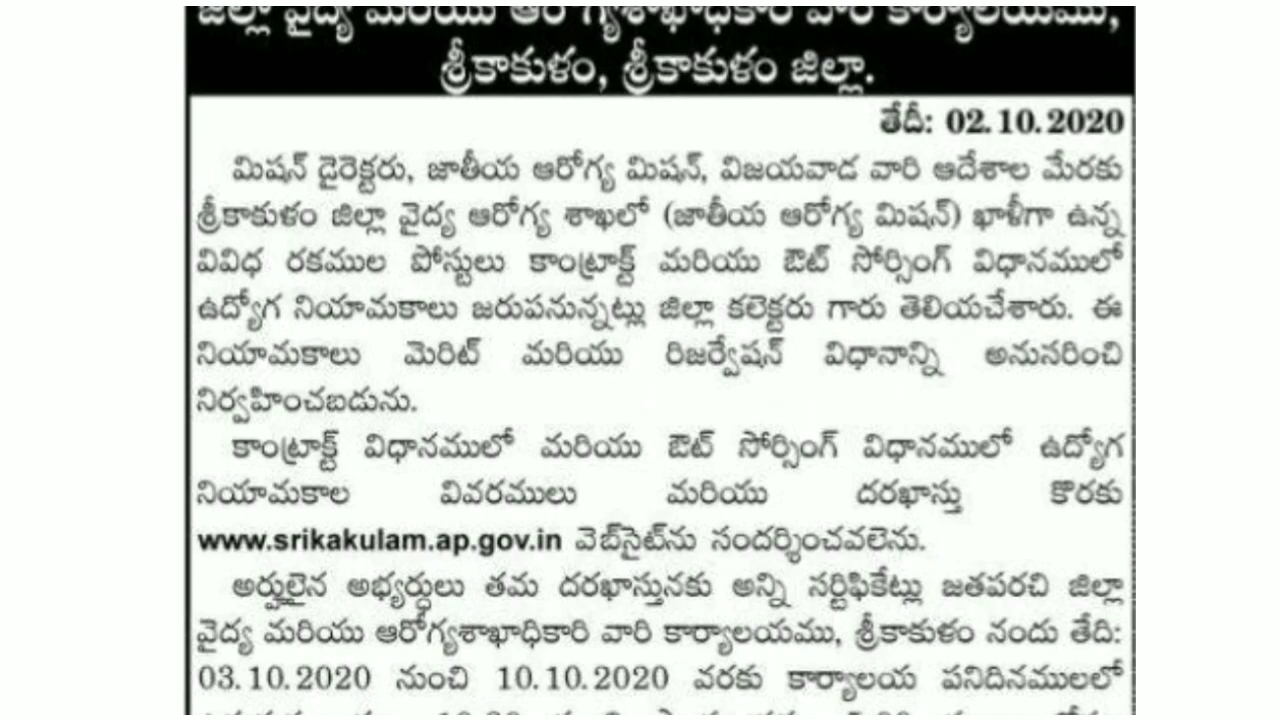 జిల్లా వైద్య మరియు ఆరోగ్యశాఖాధికారి వారి కార్యాలయము,
శ్రీకాకుళం, శ్రీకాకుళం జిల్లా.
తేదీ: 02.10.2020
మిషన్ డైరెక్టరు, జాతీయ ఆరోగ్య మిషన్, విజయవాడ వారి ఆదేశాల మేరకు
శ్రీకాకుళం జిల్లా వైద్య ఆరోగ్య శాఖలో (జాతీయ ఆరోగ్య మిషన్) ఖాళీగా ఉన్న
వివిధ రకముల పోస్టులు కాంట్రాక్ట్ మరియు ఔట్ సోర్సింగ్ విధానములో
ఉద్యోగ నియామకాలు జరుపనున్నట్లు జిల్లా కలెక్టరు గారు తెలియచేశారు. ఈ
నియామకాలు మెరిట్ మరియు రిజర్వేషన్ విధానాన్ని అనుసరించి
నిర్వహించబడును.
కాంట్రాక్ట్ విధానములో మరియు ఔట్ సోర్సింగ్ విధానములో ఉద్యోగ
నియామకాల వివరములు మరియు దరఖాస్తు కొరకు
www.srikakulam.ap.gov.in వెబ్‌సైట్‌ను సందర్శించవలెను.
అర్హులైన అభ్యర్ధులు తమ దరఖాస్తునకు అన్ని సర్టిఫికేట్లు జతపరచి జిల్లా
వైద్య మరియు ఆరోగ్యశాఖాధికారి వారి కార్యాలయము, శ్రీకాకుళం నందు తేది:
03.10.2020 నుంచి 10.10.2020 వరకు కార్యాలయ పనిదినములలో